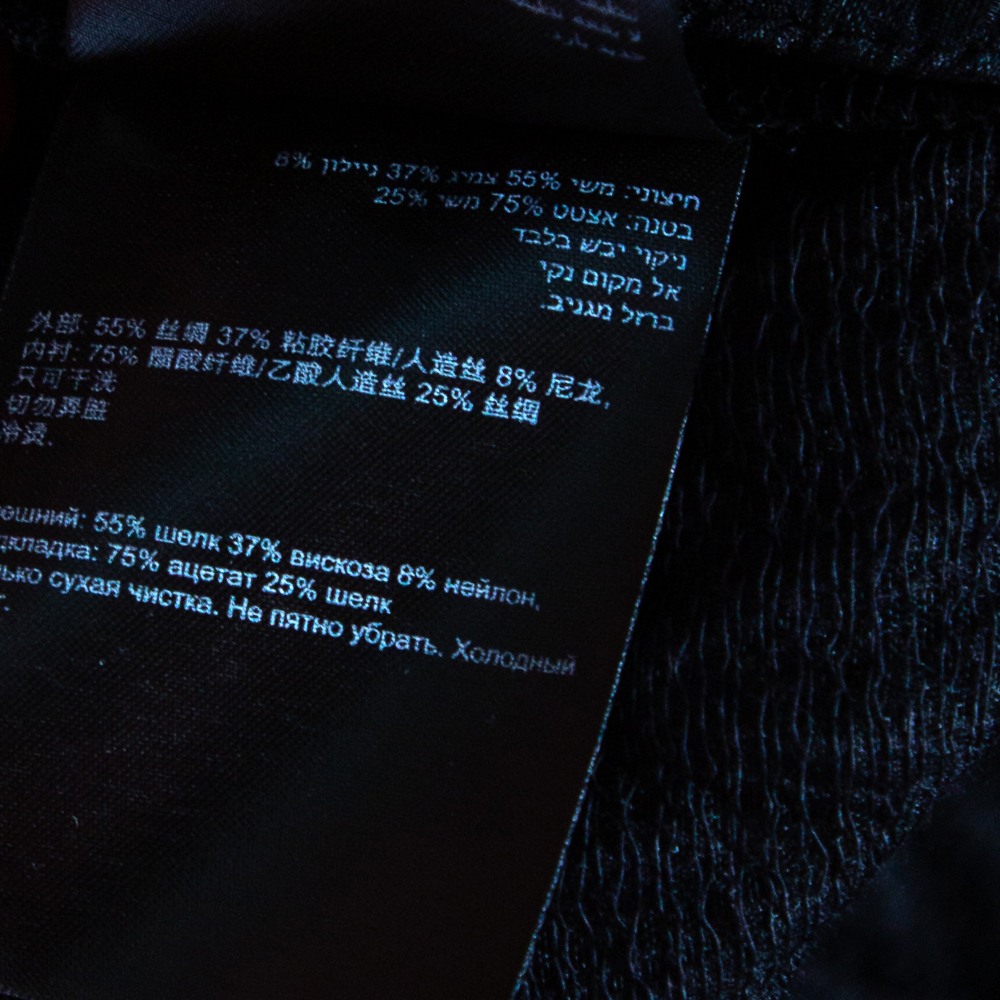 חיצוני: משי 55% צמיג 37% ניילון 8%
בטנה: אצטט 75% משי 25%
ניקוי יבש בלבד
אל מקום נקי
ברזל מגניב.
外部: 55% 丝绸 37% 粘胶纤维/人造丝 8% 尼龙,
内衬: 75% 醋酸纤维/乙酸人造丝 25% 丝绸
只可干洗
切勿弄脏
冷烫.
ешний: 55% шелк 37% вискоза 8% нейлон,
дкладка: 75% ацетат 25% шелк
лько сухая чистка. Не пятно убрать. Холодный